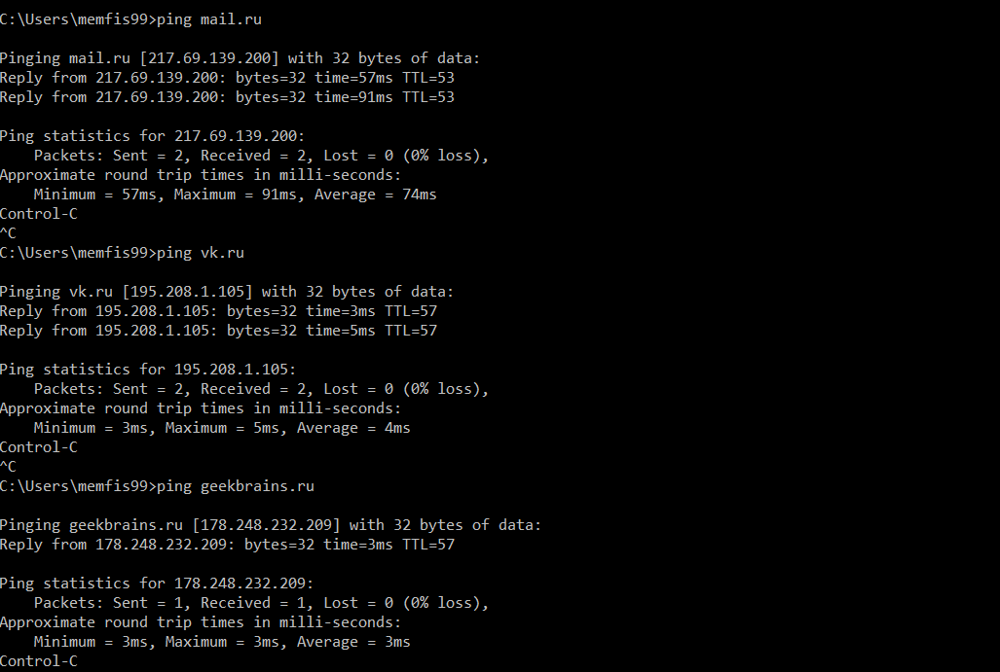 C:\Users\memfis99>ping mail.ru
Pinging mail.ru [217.69.139.200] with 32 bytes of data:
Reply from 217.69.139.200: bytes=32 time=57ms TTL=53
Reply from 217.69.139.200: bytes=32 time=91ms TTL=53
Ping statistics for 217.69.139.200:
    Packets: Sent = 2, Received = 2, Lost = 0 (0% loss),
Approximate round trip times in milli-seconds:
    Minimum = 57ms, Maximum = 91ms, Average = 74ms
Control-C
^C
C:\Users\memfis99>ping vk.ru
Pinging vk.ru [195.208.1.105] with 32 bytes of data:
Reply from 195.208.1.105: bytes=32 time=3ms TTL=57
Reply from 195.208.1.105: bytes=32 time=5ms TTL=57
Ping statistics for 195.208.1.105:
    Packets: Sent = 2, Received = 2, Lost = 0 (0% loss),
Approximate round trip times in milli-seconds:
    Minimum = 3ms, Maximum = 5ms, Average = 4ms
Control-C
^C
C:\Users\memfis99>ping geekbrains.ru
Pinging geekbrains.ru [178.248.232.209] with 32 bytes of data:
Reply from 178.248.232.209: bytes=32 time=3ms TTL=57
Ping statistics for 178.248.232.209:
    Packets: Sent = 1, Received = 1, Lost = 0 (0% loss),
Approximate round trip times in milli-seconds:
    Minimum = 3ms, Maximum = 3ms, Average = 3ms
Control-C